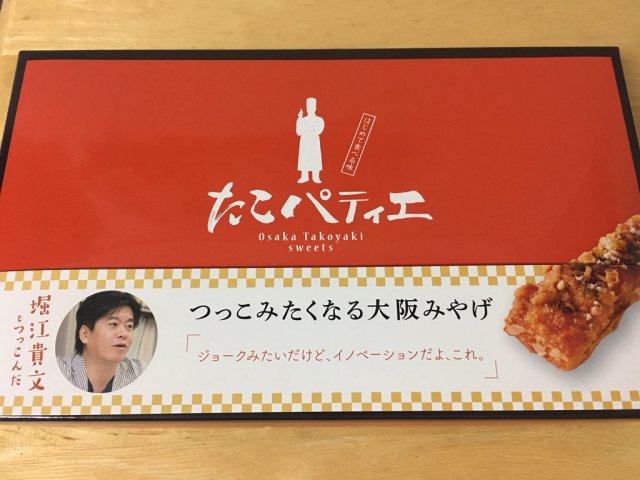 はじめて食べる味
たこパティエ
Osaka Takoyaki
sweets
堀江貴文
もつっこんだ
つっこみたくなる大阪みやげ
「ジョークみたいだけど、イノベーションだよ、これ。」